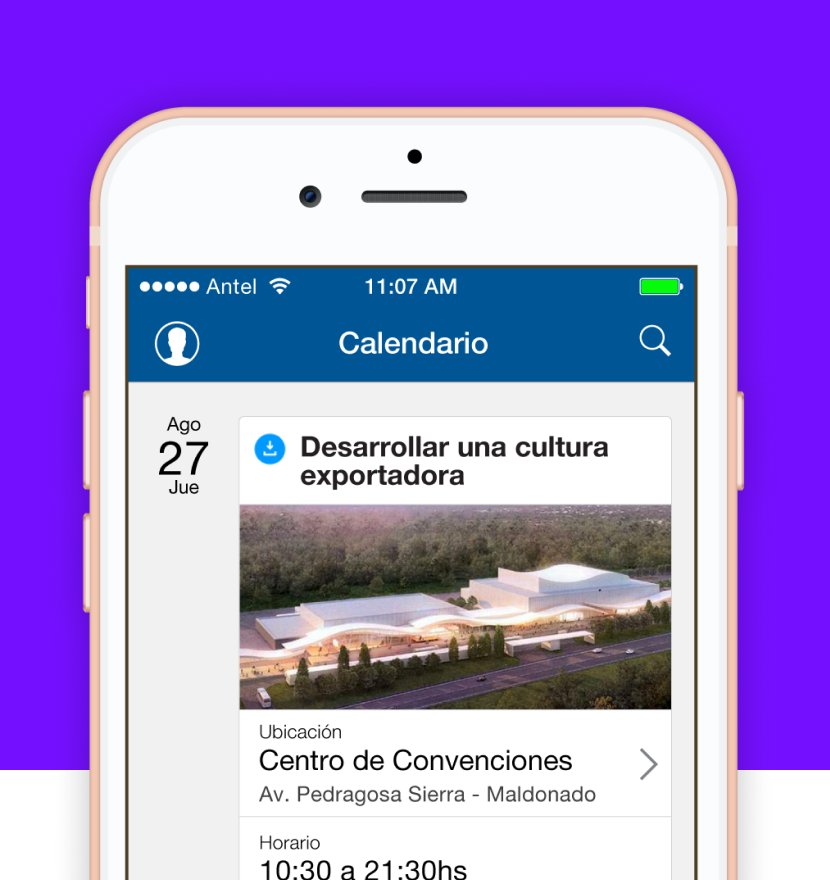 Antel 11:07 AM
Calendario
Ago
27
Jue
Desarrollar una cultura
exportadora
Ubicación
Centro de Convenciones
Av. Pedragosa Sierra - Maldonado
Horario
10:30 a 21:30hs